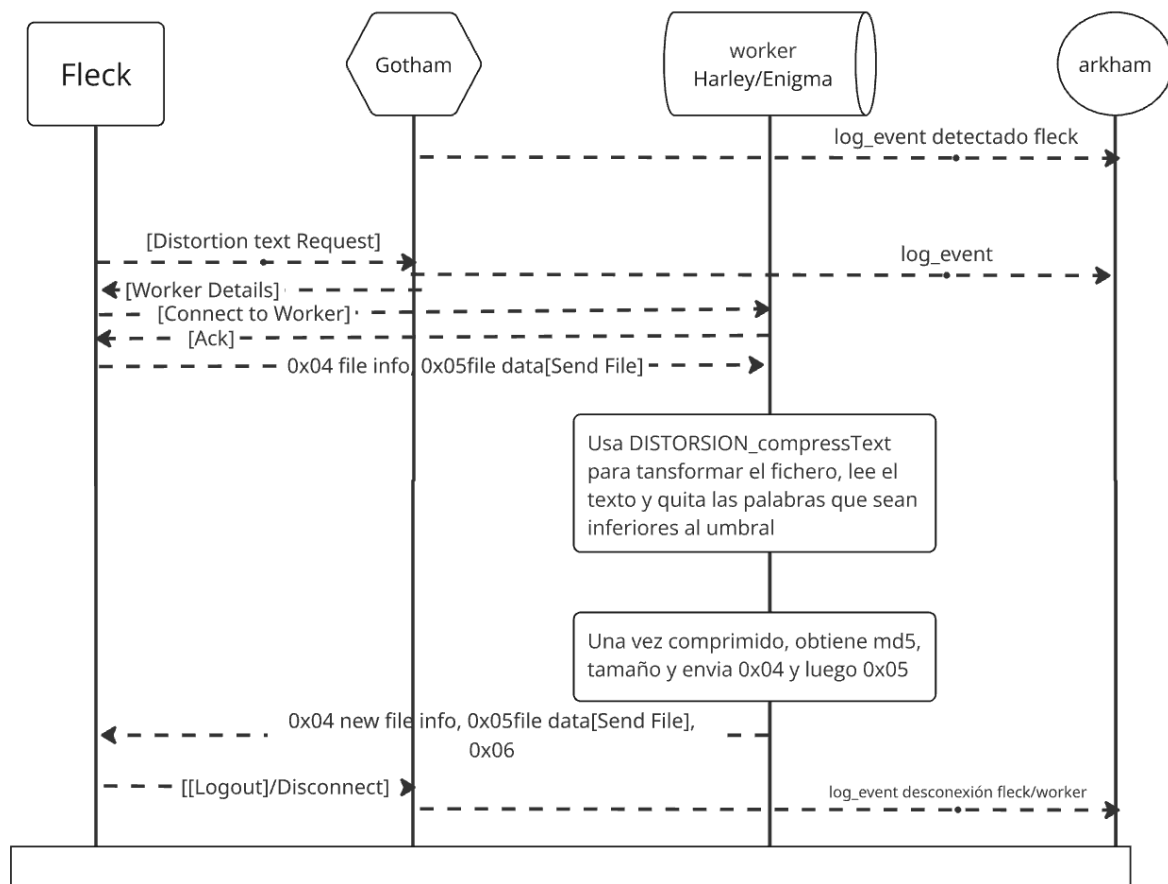 Fleck
Gotham
worker
Harley/Enigma
arkham
log_event detectado fleck
[Distortion text Request]
log_event
[Worker Details]
[Connect to Worker]
[Ack]
0x04 file info, 0x05file data[Send File]
Usa DISTORSION_compressText
para tansformar el fichero, lee el
texto y quita las palabras que sean
inferiores al umbral
Una vez comprimido, obtiene md5,
tamaño y envia 0x04 y luego 0x05
0x04 new file info, 0x05file data[Send File],
0x06
[[Logout]/Disconnect]
log_event desconexión fleck/worker